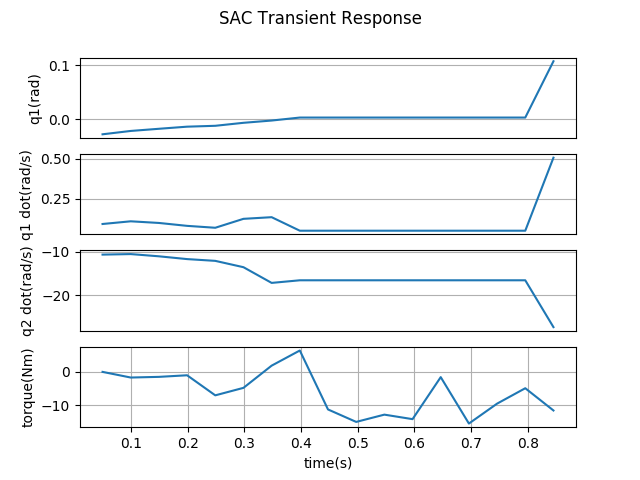 SAC Transient Response
q1(rad)
0.1
0.0
q1 dot(rad/s)
0.50
0.25
q2 dot(rad/s)
−10
−20
torque(Nm)
0
−10
0.1 0.2 0.3 0.4 0.5 0.6 0.7 0.8
time(s)